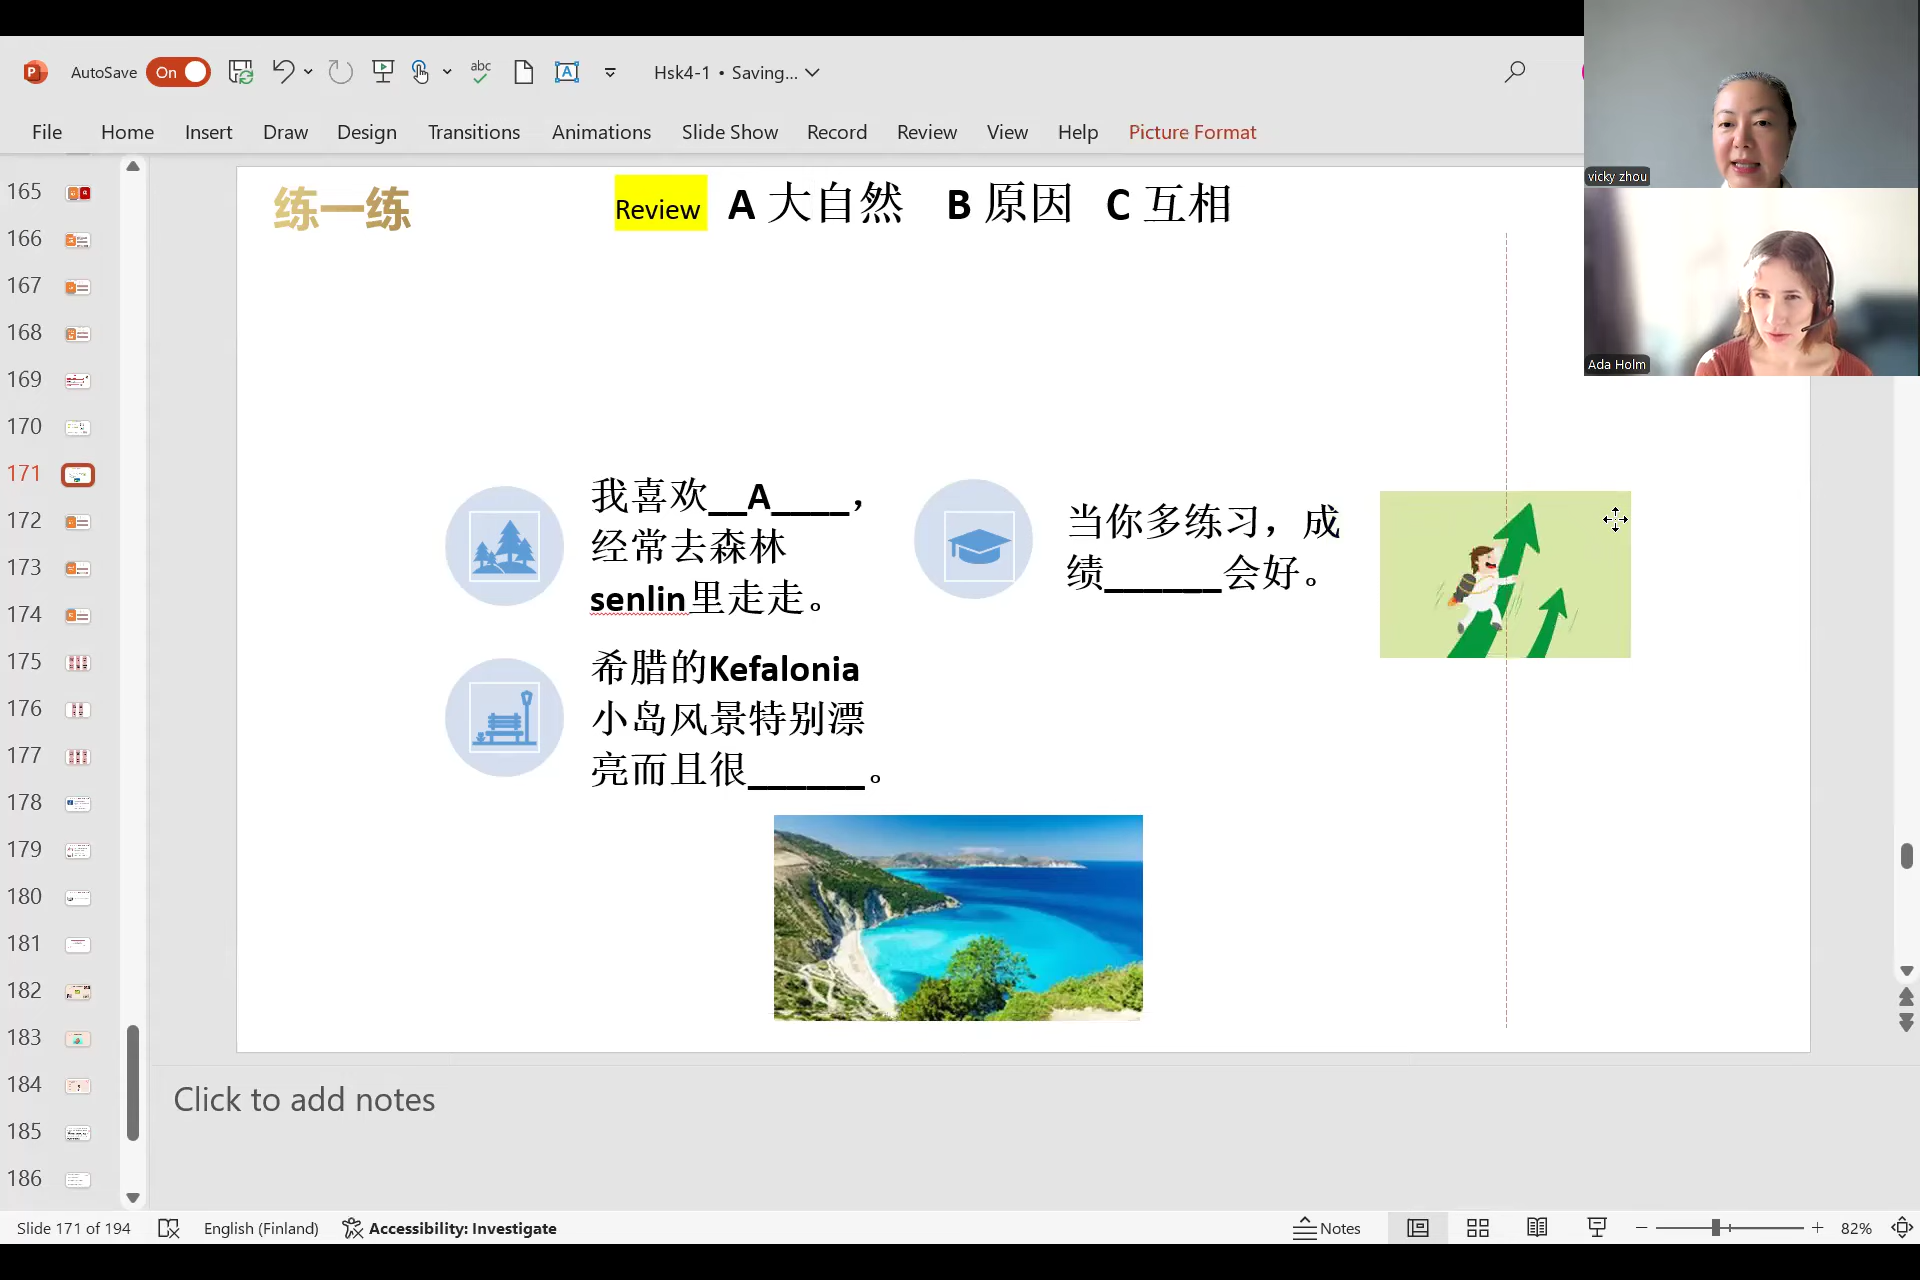 AutoSave On abc A Hsk4-1 • Saving...
File Home Insert Draw Design Transitions Animations Slide Show Record Review View Help Picture Format
vicky zhou
Ada Holm
165
166
167
168
169
170
171
172
173
174
175
176
177
178
179
180
181
182
183
184
185
186
练一练
Review A 大自然 B 原因 C 互相
我喜欢__A____，
经常去森林
senlin里走走。
当你多练习，成
绩______会好。
希腊的Kefalonia
小岛风景特别漂
亮而且很______。
Click to add notes
Slide 171 of 194 English (Finland) Accessibility: Investigate Notes 82%